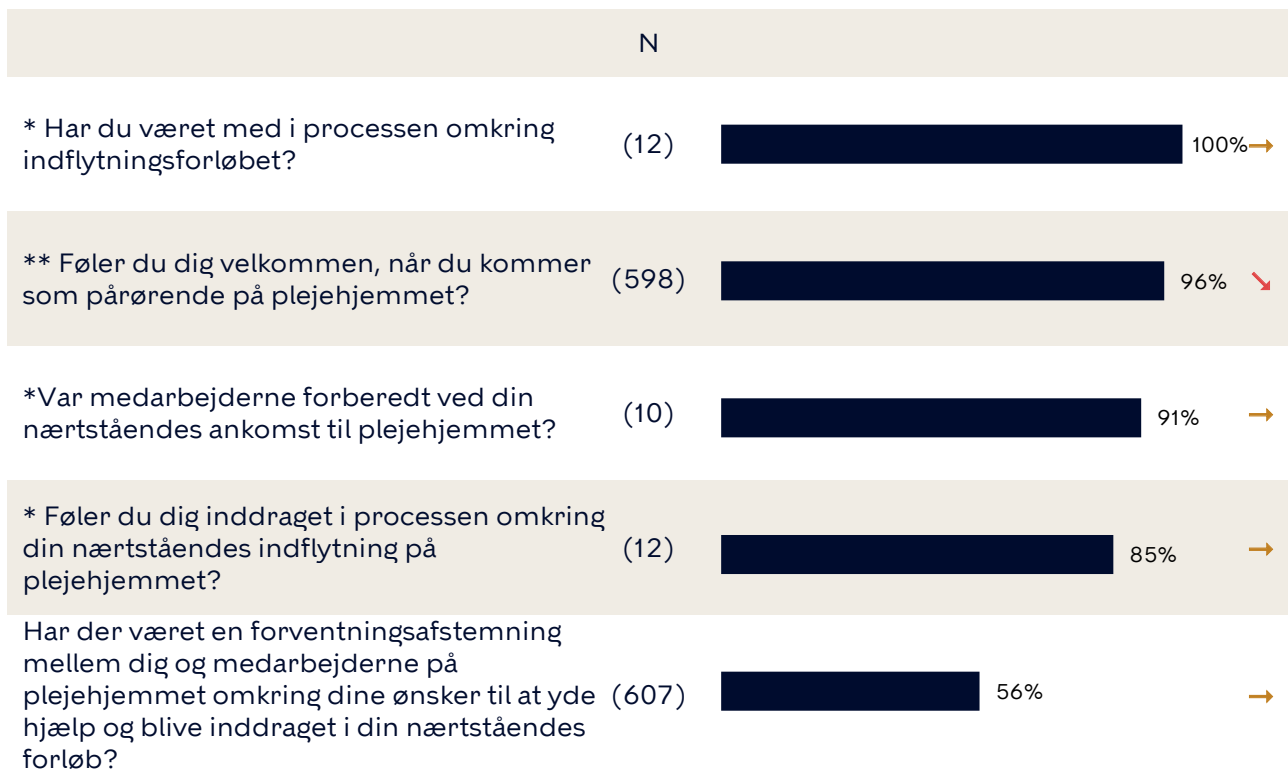 N
* Har du været med i processen omkring
indflytningsforløbet?
(12)
100%→
** Føler du dig velkommen, når du kommer
som pårørende på plejehjemmet?
(598)
96% ↘
*Var medarbejderne forberedt ved din
nærtståendes ankomst til plejehjemmet?
(10)
91% →
* Føler du dig inddraget i processen omkring
din nærtståendes indflytning på
plejehjemmet?
(12)
85% →
Har der været en forventningsafstemning
mellem dig og medarbejderne på
plejehjemmet omkring dine ønsker til at yde
hjælp og blive inddraget i din nærtståendes
forløb?
(607)
56% →